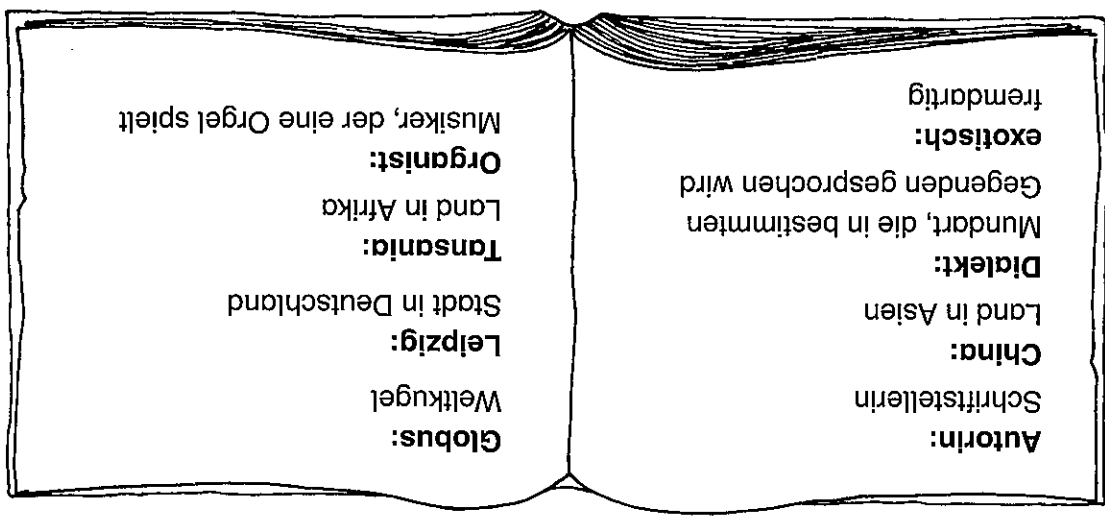 Autorin:
Schriftstellerin
China:
Land in Asien
Dialekt:
Mundart, die in bestimmten
Gegenden gesprochen wird
exotisch:
fremdartig
Globus:
Weltkugel
Leipzig:
Stadt in Deutschland
Tansania:
Land in Afrika
Organist:
Musiker, der eine Orgel spielt